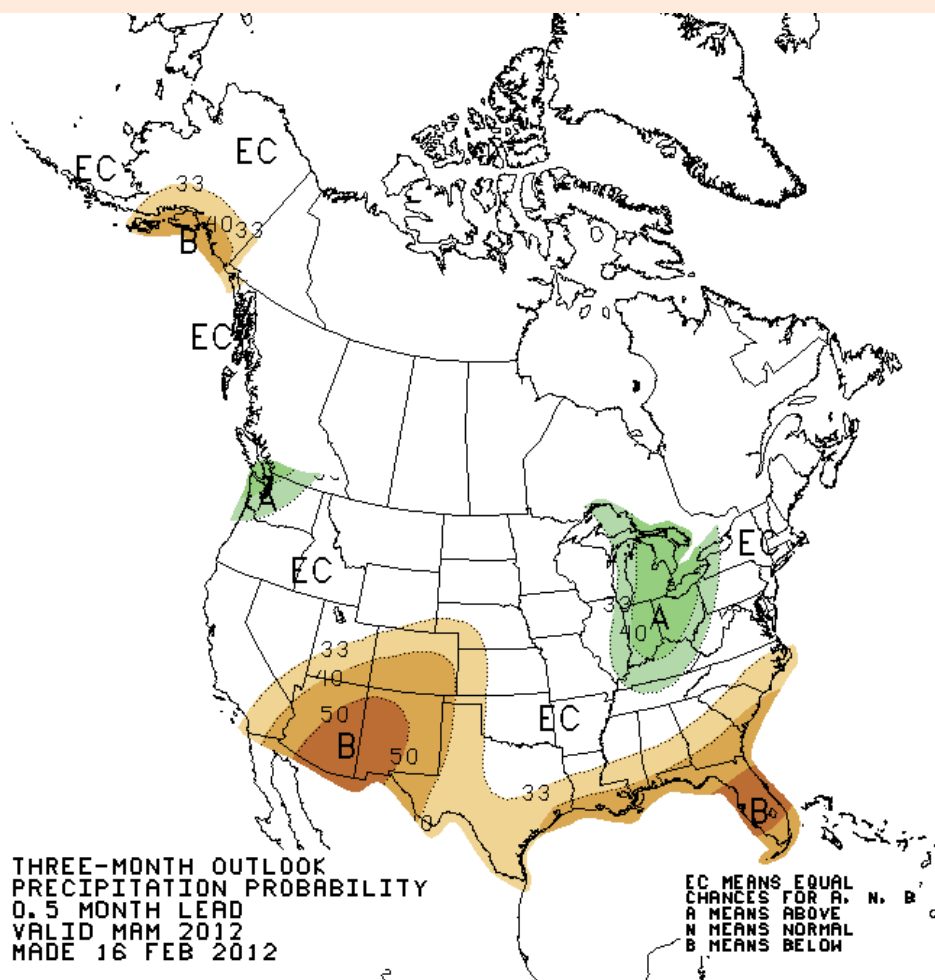 EC
EC
33
40
33
B
EC
A
EC
EC
33
40
A
33
40
50
B
50
EC
33
B
THREE-MONTH OUTLOOK
PRECIPITATION PROBABILITY
0.5 MONTH LEAD
VALID MAM 2012
MADE 16 FEB 2012
EC MEANS EQUAL
CHANCES FOR A, N, B
A MEANS ABOVE
N MEANS NORMAL
B MEANS BELOW